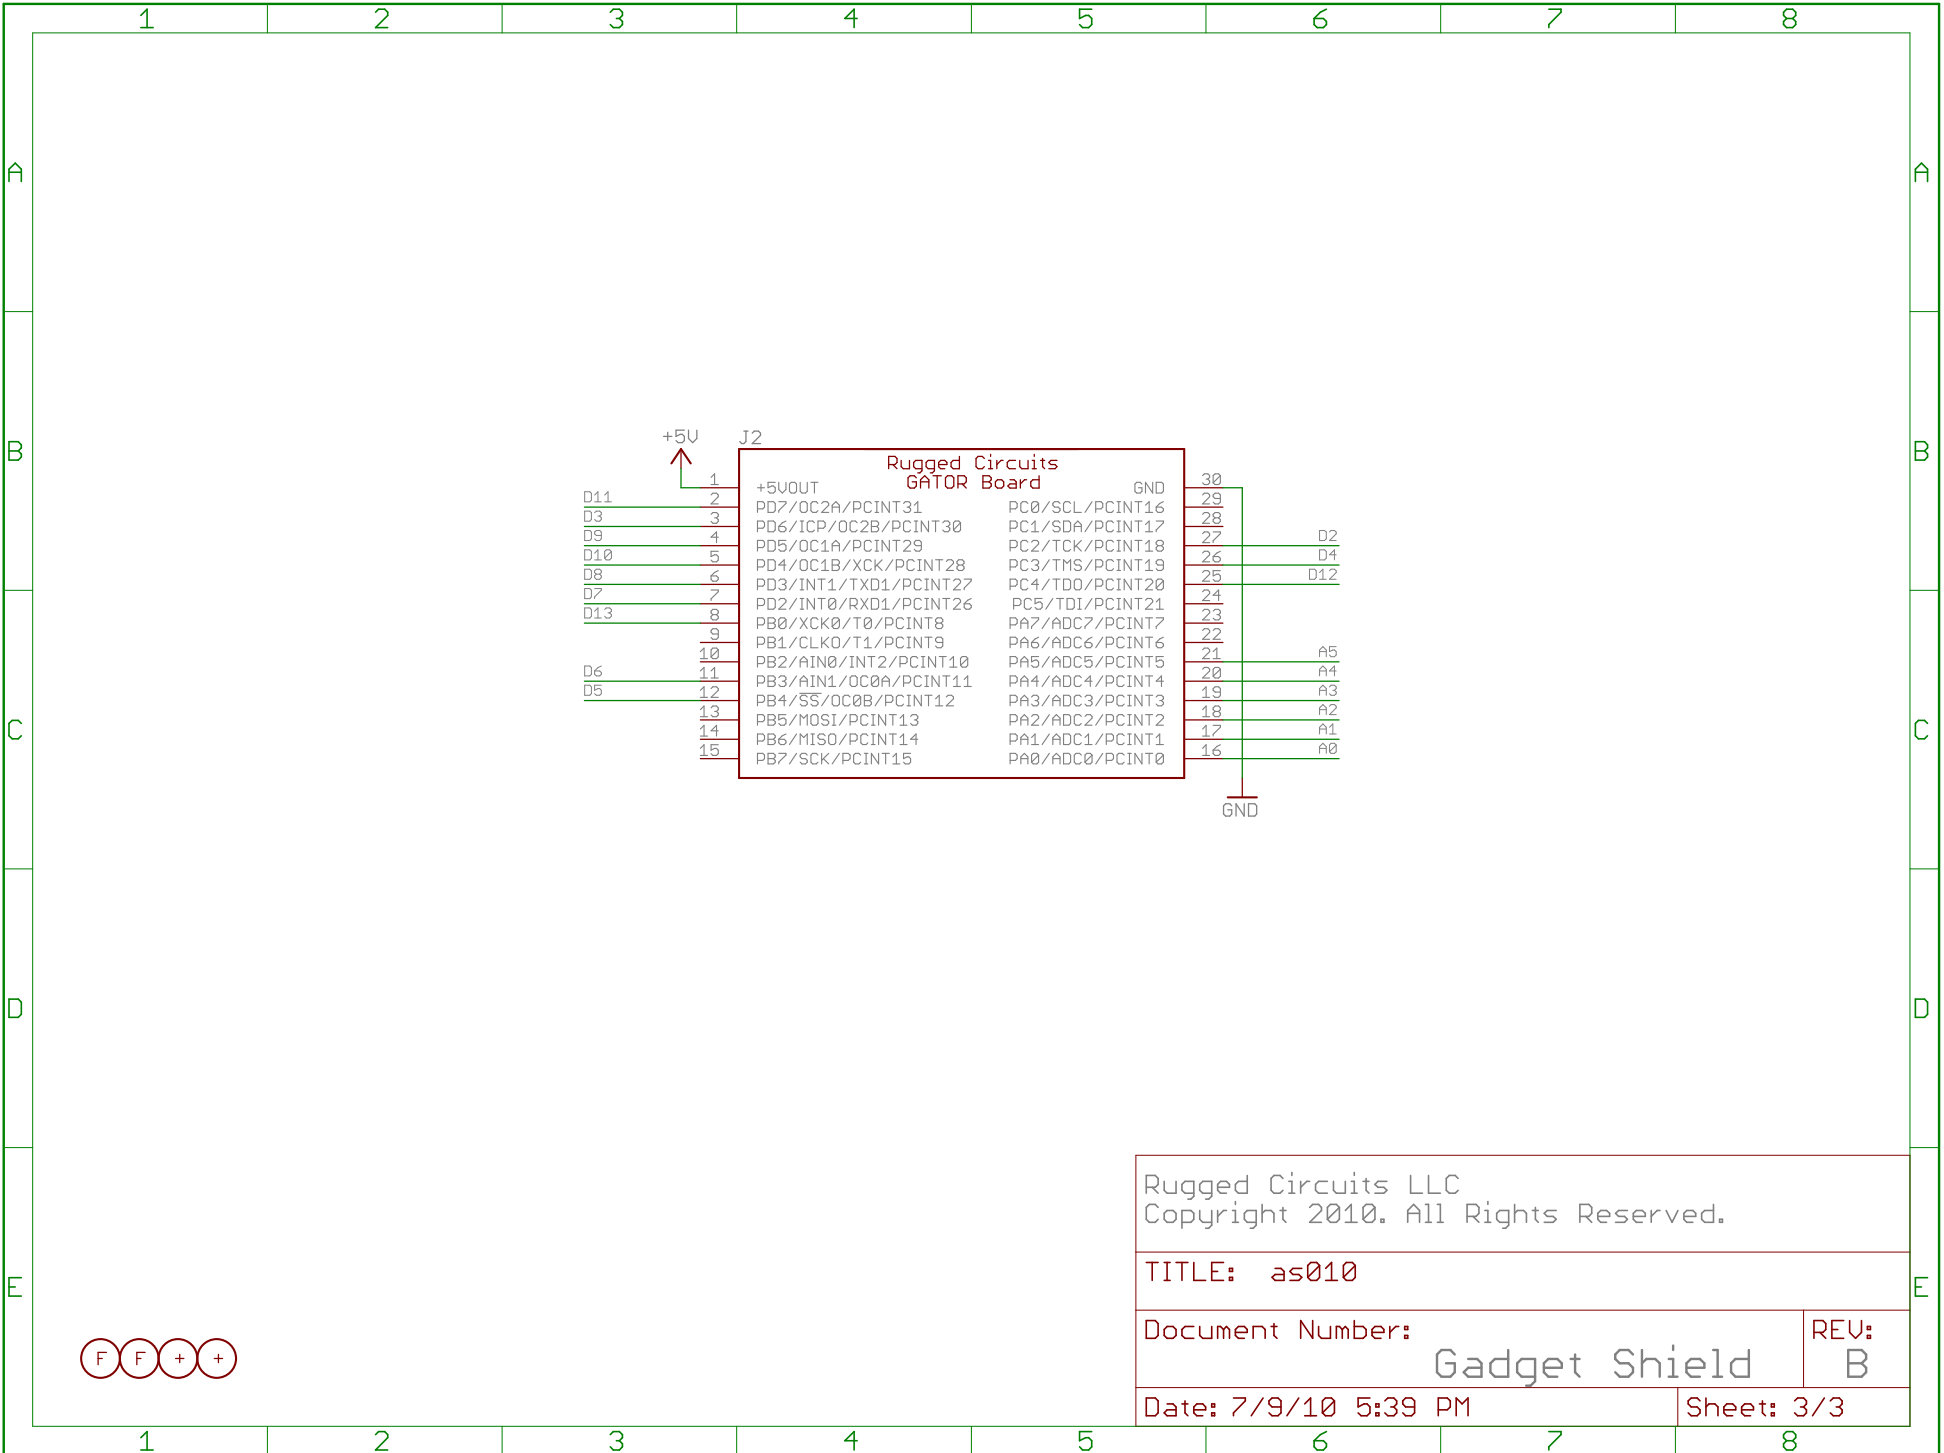 1 2 3 4 5 6 7 8
A A
B B
+5V J2
Rugged Circuits
GATOR Board
1 +5VOUT GND 30
D11 2 PD7/OC2A/PCINT31 PC0/SCL/PCINT16 29
D3 3 PD6/ICP/OC2B/PCINT30 PC1/SDA/PCINT17 28
D9 4 PD5/OC1A/PCINT29 PC2/TCK/PCINT18 27 D2
D10 5 PD4/OC1B/XCK/PCINT28 PC3/TMS/PCINT19 26 D4
D8 6 PD3/INT1/TXD1/PCINT27 PC4/TDO/PCINT20 25 D12
D7 7 PD2/INT0/RXD1/PCINT26 PC5/TDI/PCINT21 24
D13 8 PB0/XCK0/T0/PCINT8 PA7/ADC7/PCINT7 23
9 PB1/CLKO/T1/PCINT9 PA6/ADC6/PCINT6 22
10 PB2/AIN0/INT2/PCINT10 PA5/ADC5/PCINT5 21 A5
D6 11 PB3/AIN1/OC0A/PCINT11 PA4/ADC4/PCINT4 20 A4
D5 12 PB4/SS/OC0B/PCINT12 PA3/ADC3/PCINT3 19 A3
13 PB5/MOSI/PCINT13 PA2/ADC2/PCINT2 18 A2
14 PB6/MISO/PCINT14 PA1/ADC1/PCINT1 17 A1
15 PB7/SCK/PCINT15 PA0/ADC0/PCINT0 16 A0
GND
C C
D D
Rugged Circuits LLC
Copyright 2010. All Rights Reserved.
TITLE: as010
E E
Document Number: REV:
Gadget Shield B
F F + +
Date: 7/9/10 5:39 PM Sheet: 3/3
1 2 3 4 5 6 7 8